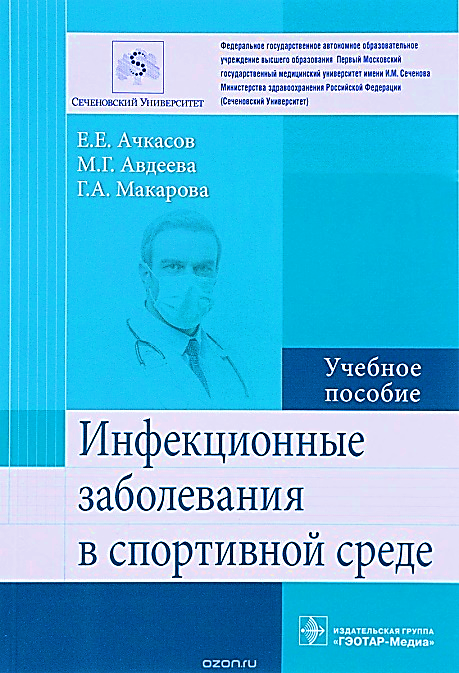 Сеченовский Университет
Федеральное государственное автономное образовательное
учреждение высшего образования Первый Московский
государственный медицинский университет имени И.М. Сеченова
Министерства здравоохранения Российской Федерации
(Сеченовский Университет)
Е.Е. Ачкасов
М.Г. Авдеева
Г.А. Макарова
Учебное
пособие
Инфекционные
заболевания
в спортивной среде
ИЗДАТЕЛЬСКАЯ ГРУППА
«ГЭОТАР-Медиа»
ozon.ru